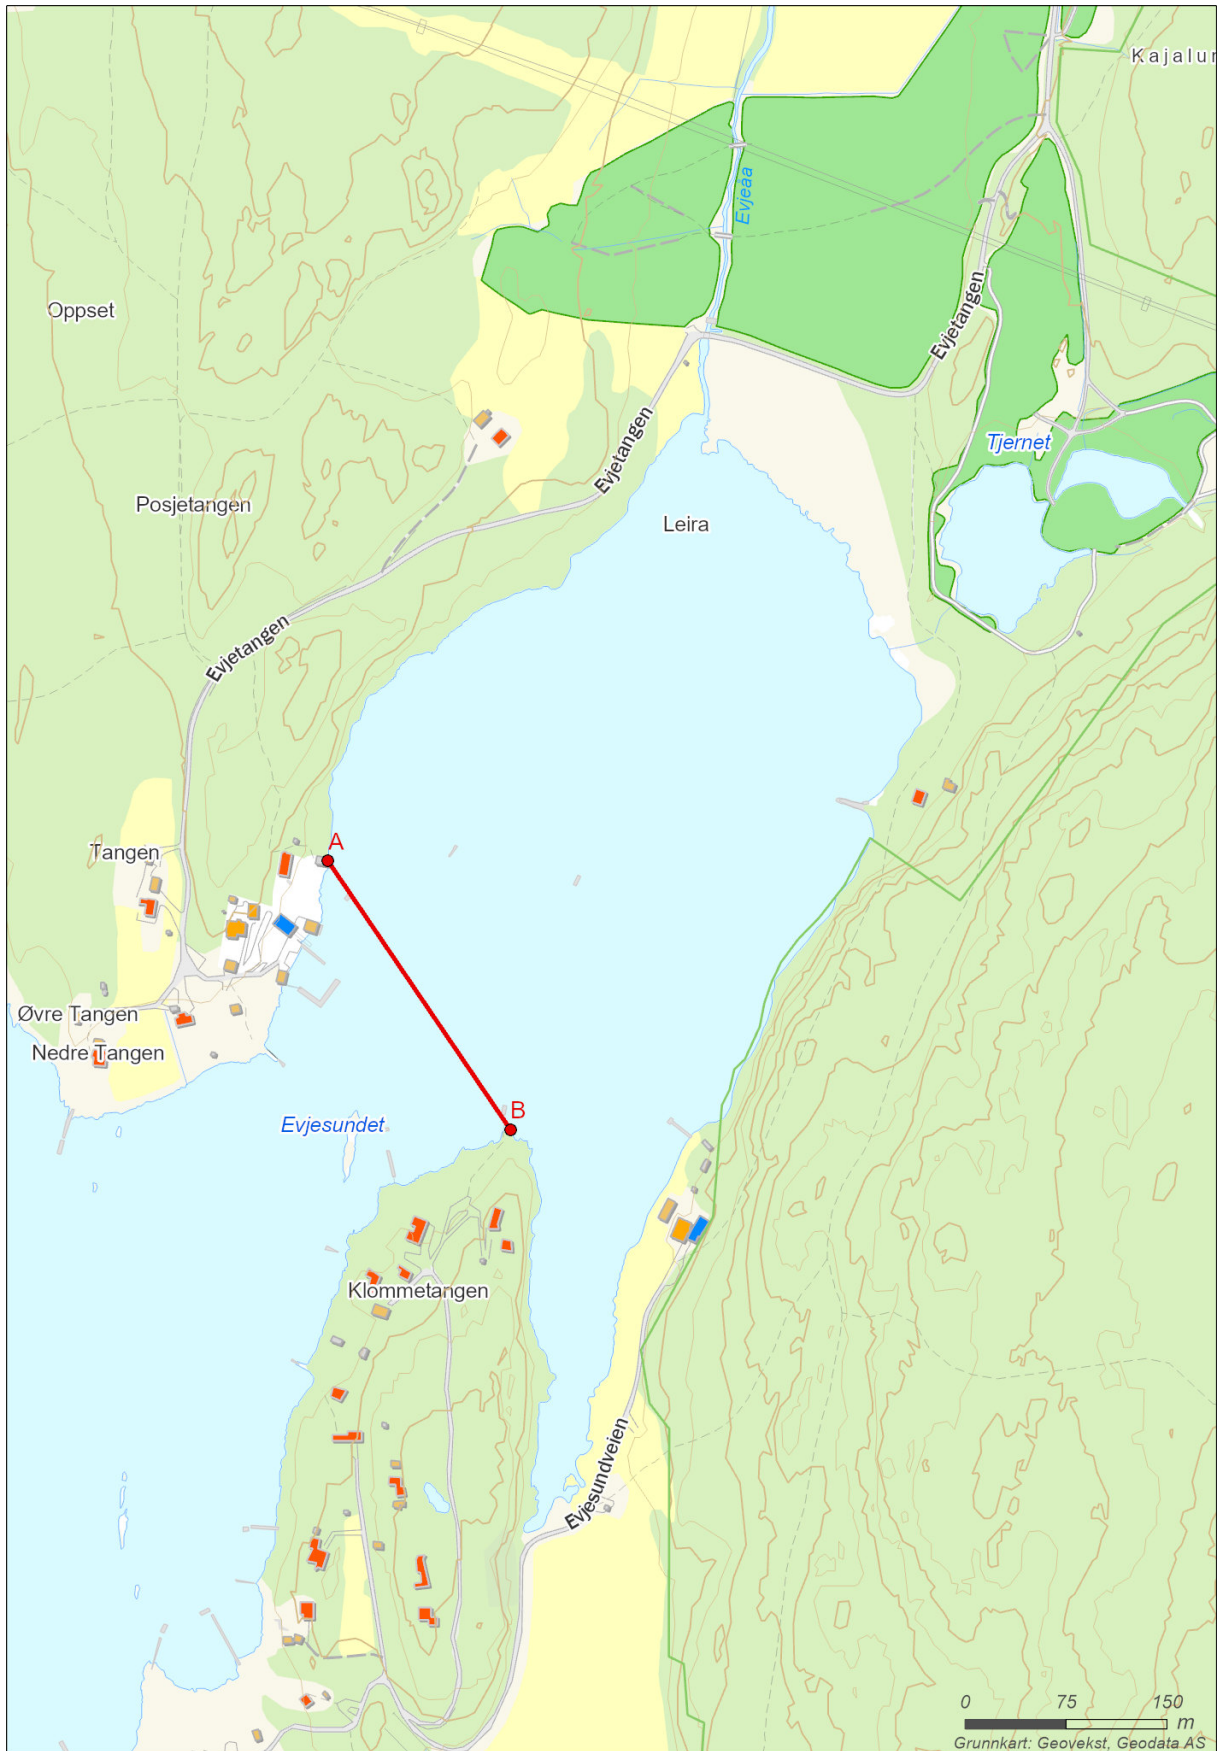 Kajalur
Evjeåa
Oppset
Evjetangen
Evjetangen
Tjernet
Posjetangen
Leira
Evjetangen
A
Tangen
Øvre Tangen
Nedre Tangen
B
Evjesundet
Klommetangen
Evjesundveien
0 75 150
m
Grunnkart: Geovekst, Geodata AS